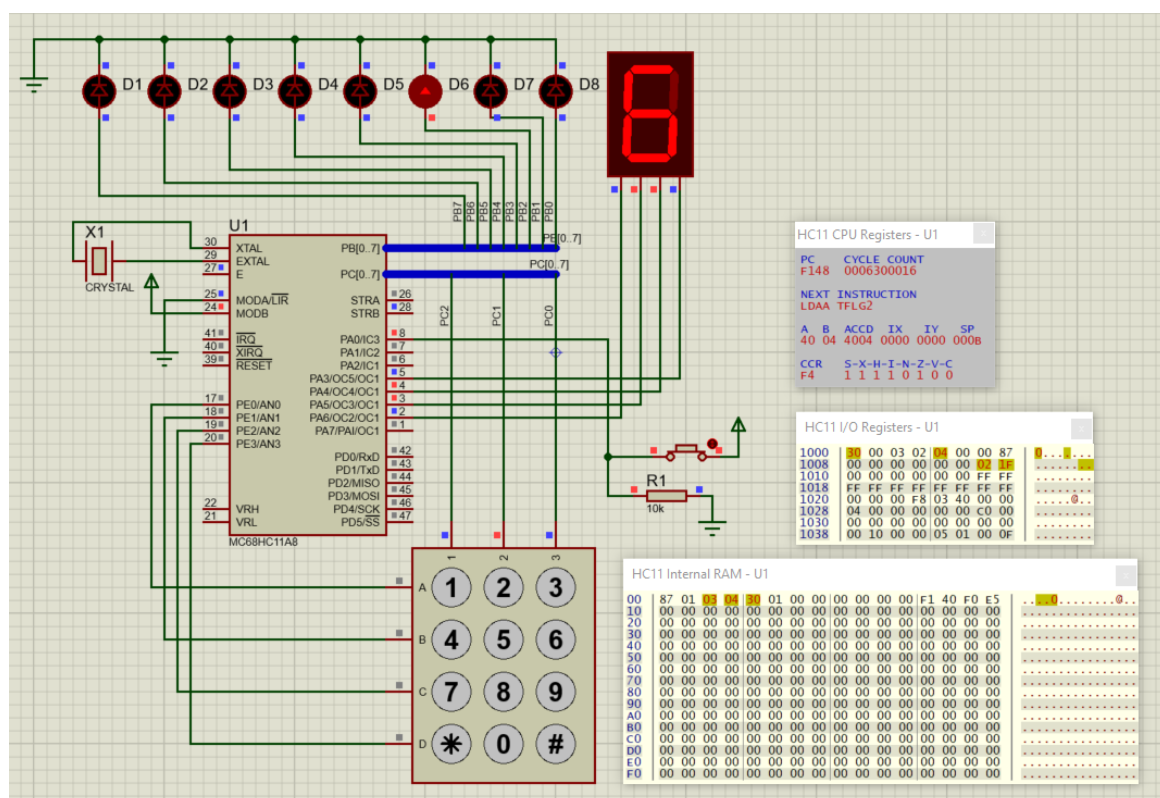 D1 D2 D3 D4 D5 D6 D7 D8
6
PB7 PB6 PB5 PB4 PB3 PB2 PB1 PB0
PB[0..7]
PC[0..7]
PC2 PC1 PC0
X1
CRYSTAL
U1
30 XTAL
29 EXTAL
27 E
25 MODA/LIR
24 MODB
41 IRQ
40 XIRQ
39 RESET
17 PE0/AN0
18 PE1/AN1
19 PE2/AN2
20 PE3/AN3
22 VRH
21 VRL
PB[0..7]
PC[0..7]
STRA 26
STRB 28
PA0/IC3 8
PA1/IC2 7
PA2/IC1 6
PA3/OC5/OC1 5
PA4/OC4/OC1 4
PA5/OC3/OC1 3
PA6/OC2/OC1 2
PA7/PAI/OC1 1
PD0/RxD 42
PD1/TxD 43
PD2/MISO 44
PD3/MOSI 45
PD4/SCK 46
PD5/SS 47
MC68HC11A8
R1
10k
1 2 3
A 1 2 3
B 4 5 6
C 7 8 9
D * 0 #
HC11 CPU Registers - U1
PC CYCLE COUNT
F148 0006300016
NEXT INSTRUCTION
LDAA TFLG2
A B ACCD IX IY SP
40 04 4004 0000 0000 000B
CCR S-X-H-I-N-Z-V-C
F4 1 1 1 1 0 1 0 0
HC11 I/O Registers - U1
1000 30 00 03 02 04 00 00 87 0.......
1008 00 00 00 00 00 00 02 1F ........
1010 00 00 00 00 00 00 FF FF ........
1018 FF FF FF FF FF FF FF FF ........
1020 00 00 00 F8 03 40 00 00 .....@..
1028 04 00 00 00 00 00 C0 00 ........
1030 00 00 00 00 00 00 00 00 ........
1038 00 10 00 00 05 01 00 0F ........
HC11 Internal RAM - U1
00 87 01 03 04 30 01 00 00 00 00 00 00 F1 40 F0 E5 ....0........@..
10 00 00 00 00 00 00 00 00 00 00 00 00 00 00 00 00 ................
20 00 00 00 00 00 00 00 00 00 00 00 00 00 00 00 00 ................
30 00 00 00 00 00 00 00 00 00 00 00 00 00 00 00 00 ................
40 00 00 00 00 00 00 00 00 00 00 00 00 00 00 00 00 ................
50 00 00 00 00 00 00 00 00 00 00 00 00 00 00 00 00 ................
60 00 00 00 00 00 00 00 00 00 00 00 00 00 00 00 00 ................
70 00 00 00 00 00 00 00 00 00 00 00 00 00 00 00 00 ................
80 00 00 00 00 00 00 00 00 00 00 00 00 00 00 00 00 ................
90 00 00 00 00 00 00 00 00 00 00 00 00 00 00 00 00 ................
A0 00 00 00 00 00 00 00 00 00 00 00 00 00 00 00 00 ................
B0 00 00 00 00 00 00 00 00 00 00 00 00 00 00 00 00 ................
C0 00 00 00 00 00 00 00 00 00 00 00 00 00 00 00 00 ................
D0 00 00 00 00 00 00 00 00 00 00 00 00 00 00 00 00 ................
E0 00 00 00 00 00 00 00 00 00 00 00 00 00 00 00 00 ................
F0 00 00 00 00 00 00 00 00 00 00 00 00 00 00 00 00 ................